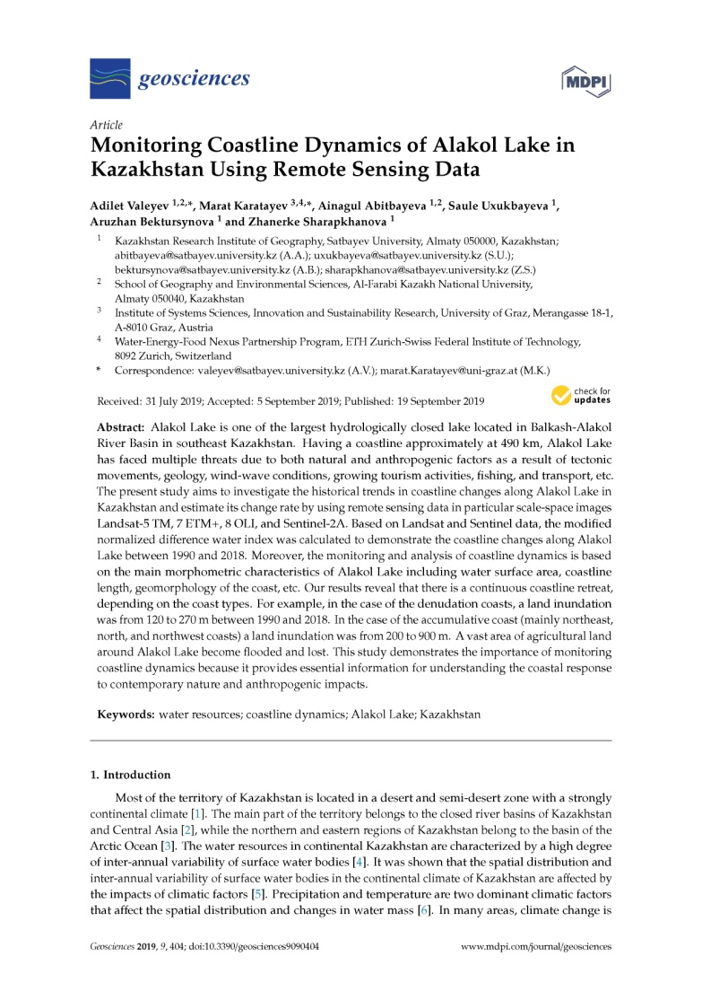 geosciences
MDPI
Article
Monitoring Coastline Dynamics of Alakol Lake in
Kazakhstan Using Remote Sensing Data
Adilet Valeyev 1,2,*, Marat Karatayev 3,4,*, Ainagul Abitbayeva 1,2, Saule Uxukbayeva 1,
Aruzhan Bektursynova 1 and Zhanerke Sharapkhanova 1
1 Kazakhstan Research Institute of Geography, Satbayev University, Almaty 050000, Kazakhstan;
abitbayeva@satbayev.university.kz (A.A.); uxukbayeva@satbayev.university.kz (S.U.);
bektursynova@satbayev.university.kz (A.B.); sharapkhanova@satbayev.university.kz (Z.S.)
2 School of Geography and Environmental Sciences, Al-Farabi Kazakh National University,
Almaty 050040, Kazakhstan
3 Institute of Systems Sciences, Innovation and Sustainability Research, University of Graz, Merangasse 18-1,
A-8010 Graz, Austria
4 Water-Energy-Food Nexus Partnership Program, ETH Zurich-Swiss Federal Institute of Technology,
8092 Zurich, Switzerland
* Correspondence: valeyev@satbayev.university.kz (A.V.); marat.Karatayev@uni-graz.at (M.K.)
Received: 31 July 2019; Accepted: 5 September 2019; Published: 19 September 2019
check for
updates
Abstract: Alakol Lake is one of the largest hydrologically closed lake located in Balkash-Alakol
River Basin in southeast Kazakhstan. Having a coastline approximately at 490 km, Alakol Lake
has faced multiple threats due to both natural and anthropogenic factors as a result of tectonic
movements, geology, wind-wave conditions, growing tourism activities, fishing, and transport, etc.
The present study aims to investigate the historical trends in coastline changes along Alakol Lake in
Kazakhstan and estimate its change rate by using remote sensing data in particular scale-space images
Landsat-5 TM, 7 ETM+, 8 OLI, and Sentinel-2A. Based on Landsat and Sentinel data, the modified
normalized difference water index was calculated to demonstrate the coastline changes along Alakol
Lake between 1990 and 2018. Moreover, the monitoring and analysis of coastline dynamics is based
on the main morphometric characteristics of Alakol Lake including water surface area, coastline
length, geomorphology of the coast, etc. Our results reveal that there is a continuous coastline retreat,
depending on the coast types. For example, in the case of the denudation coasts, a land inundation
was from 120 to 270 m between 1990 and 2018. In the case of the accumulative coast (mainly northeast,
north, and northwest coasts) a land inundation was from 200 to 900 m. A vast area of agricultural land
around Alakol Lake become flooded and lost. This study demonstrates the importance of monitoring
coastline dynamics because it provides essential information for understanding the coastal response
to contemporary nature and anthropogenic impacts.
Keywords: water resources; coastline dynamics; Alakol Lake; Kazakhstan
1. Introduction
Most of the territory of Kazakhstan is located in a desert and semi-desert zone with a strongly
continental climate [1]. The main part of the territory belongs to the closed river basins of Kazakhstan
and Central Asia [2], while the northern and eastern regions of Kazakhstan belong to the basin of the
Arctic Ocean [3]. The water resources in continental Kazakhstan are characterized by a high degree
of inter-annual variability of surface water bodies [4]. It was shown that the spatial distribution and
inter-annual variability of surface water bodies in the continental climate of Kazakhstan are affected by
the impacts of climatic factors [5]. Precipitation and temperature are two dominant climatic factors
that affect the spatial distribution and changes in water mass [6]. In many areas, climate change is
Geosciences 2019, 9, 404; doi:10.3390/geosciences9090404
www.mdpi.com/journal/geosciences